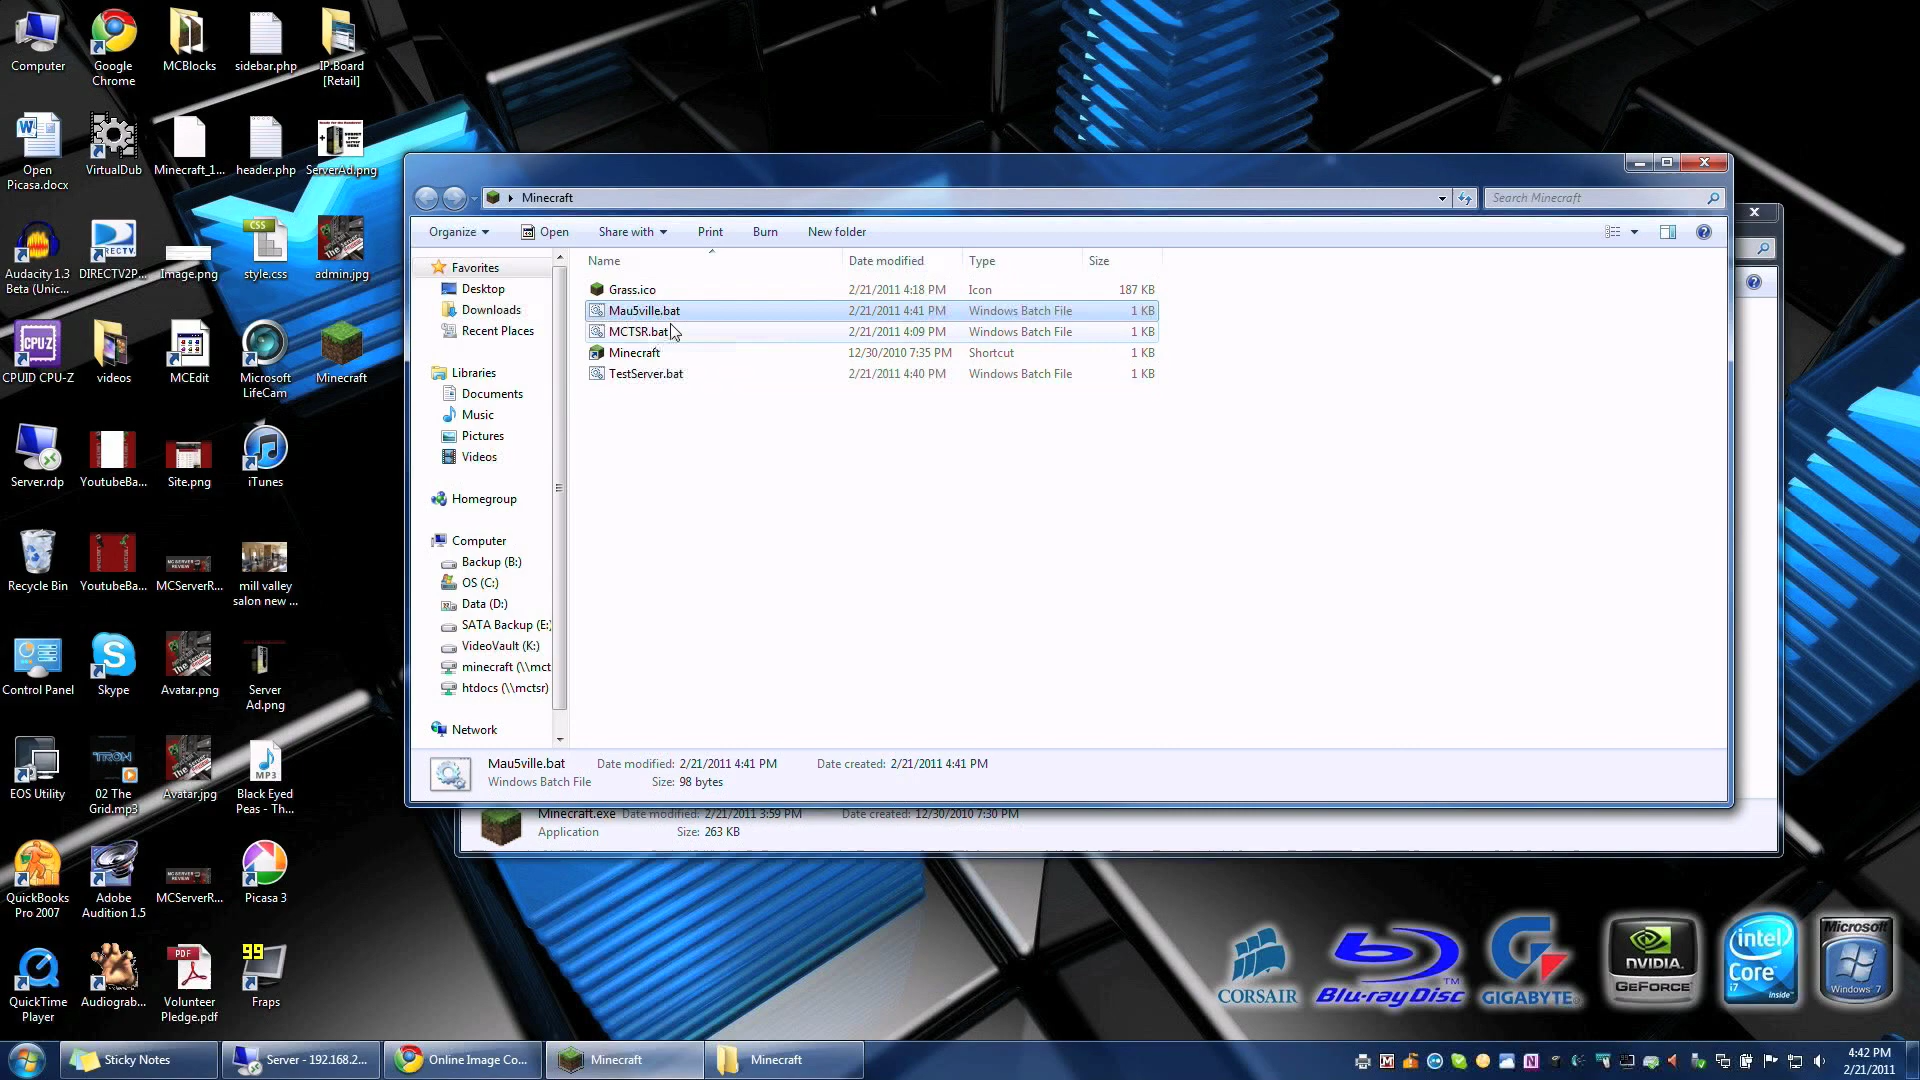 Computer
Google
Chrome
MCBlocks
sidebar.php
IP.Board
[Retail]
Open
Picasa.docx
VirtualDub
Minecraft_1...
header.php
ServerAd.png
Audacity 1.3
Beta (Unic...
DIRECTV2P...
Image.png
CSS
style.css
admin.jpg
CPUID CPU-Z
videos
MCEdit
Microsoft
LifeCam
Minecraft
Server.rdp
YoutubeBa...
Site.png
iTunes
Recycle Bin
YoutubeBa...
MCServerR...
mill valley
salon new ...
Control Panel
Skype
Avatar.png
Server
Ad.png
EOS Utility
TRON
02 The
Grid.mp3
Avatar.jpg
MP3
Black Eyed
Peas - Th...
QuickBooks
Pro 2007
Adobe
Audition 1.5
MCServerR...
Picasa 3
QuickTime
Player
Audiograb...
PDF
Volunteer
Pledge.pdf
99
Fraps
Minecraft
Search Minecraft
Organize
Open
Share with
Print
Burn
New folder
Favorites
Desktop
Downloads
Recent Places
Libraries
Documents
Music
Pictures
Videos
Homegroup
Computer
Backup (B:)
OS (C:)
Data (D:)
SATA Backup (E:)
VideoVault (K:)
minecraft (\\mct
htdocs (\\mctsr)
Network
Name Date modified Type Size
Grass.ico 2/21/2011 4:18 PM Icon 187 KB
Mau5ville.bat 2/21/2011 4:41 PM Windows Batch File 1 KB
MCTSR.bat 2/21/2011 4:09 PM Windows Batch File 1 KB
Minecraft 12/30/2010 7:35 PM Shortcut 1 KB
TestServer.bat 2/21/2011 4:40 PM Windows Batch File 1 KB
Mau5ville.bat Date modified: 2/21/2011 4:41 PM Date created: 2/21/2011 4:41 PM
Windows Batch File Size: 98 bytes
Minecraft.exe Date modified: 2/21/2011 3:59 PM Date created: 12/30/2010 7:30 PM
Application Size: 263 KB
CORSAIR
Blu-ray Disc
TM
GIGABYTE
NVIDIA
GEFORCE
intel
Core i7
inside
Microsoft
Windows 7
Sticky Notes
Server - 192.168.2...
Online Image Co...
Minecraft
Minecraft
4:42 PM
2/21/2011